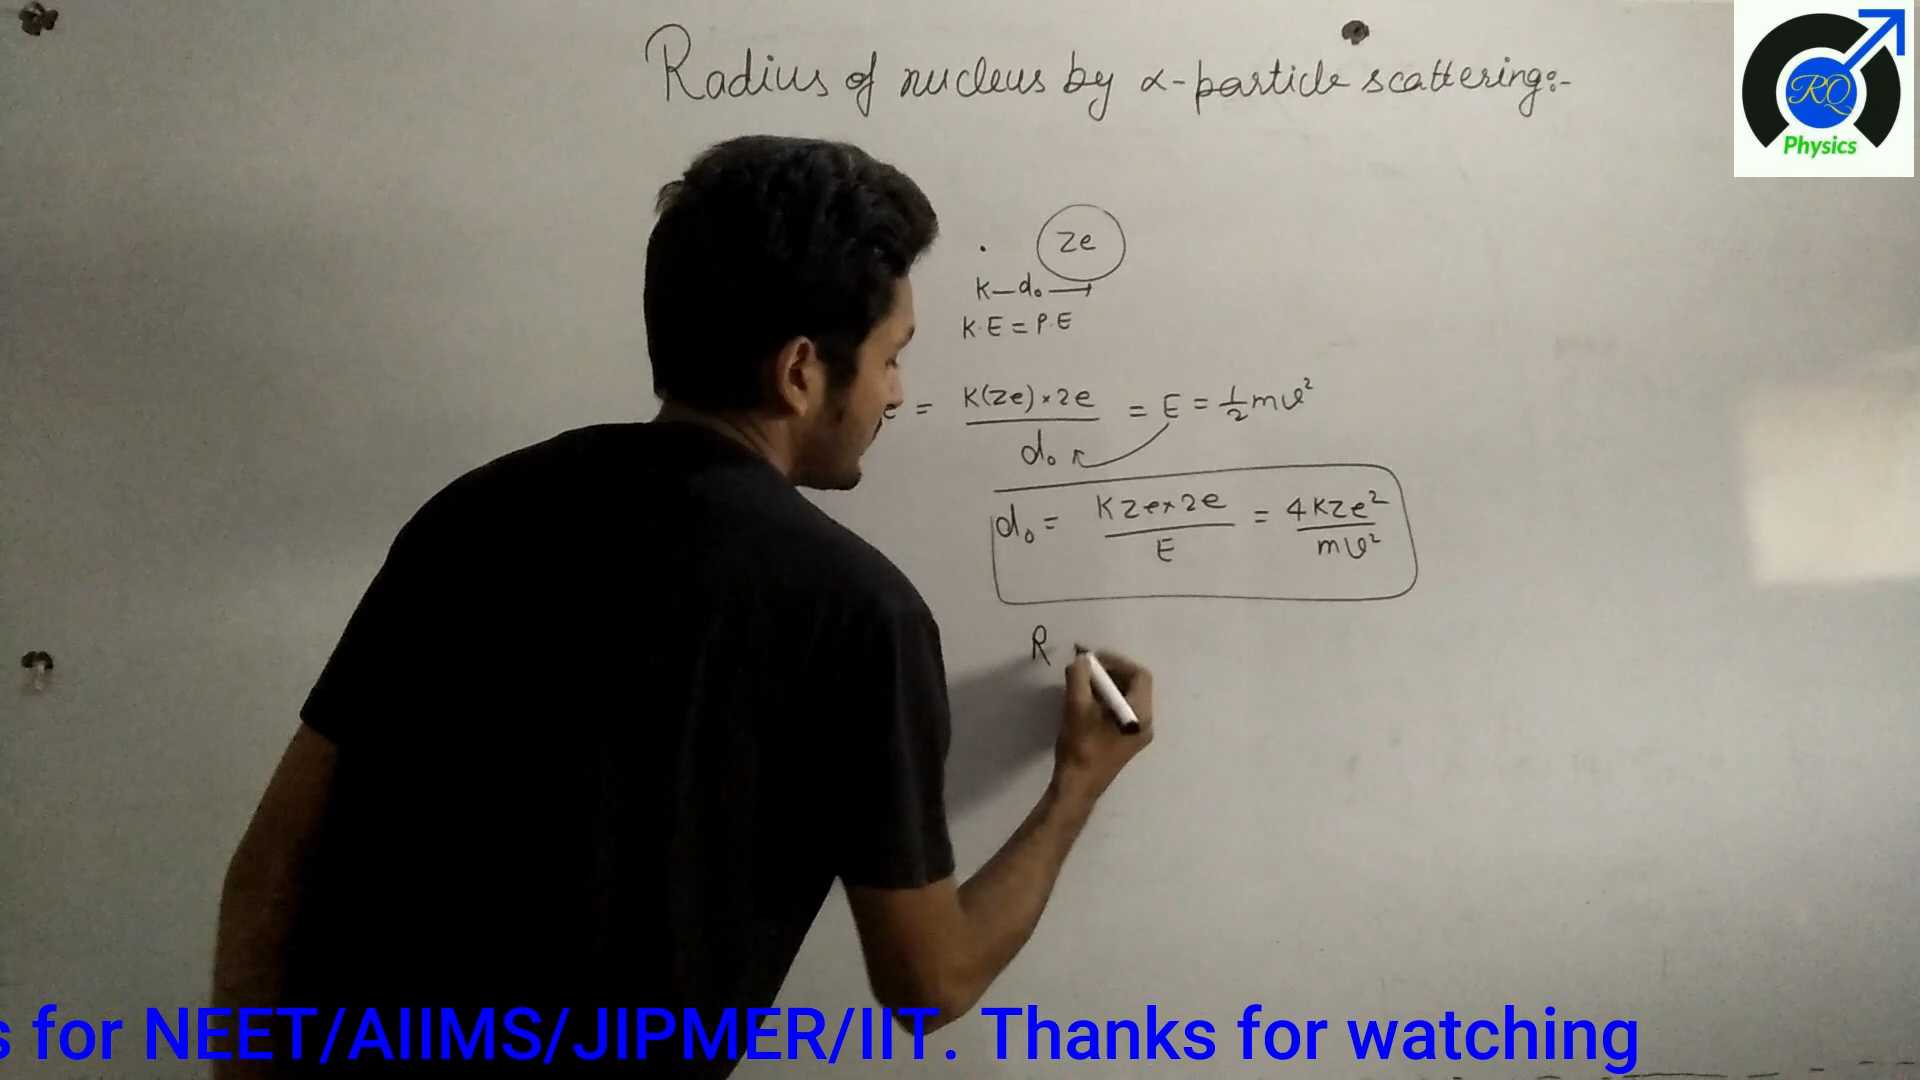 Radius of nucleus by α-particle scattering:-
RQ
Physics
. Ze
K—d₀→
K.E = P.E
e = K(Ze)×2e / d₀ = E = 1/2 mv²
d₀ = KZe×2e / E = 4KZe² / mv²
R
s for NEET/AIIMS/JIPMER/IIT. Thanks for watching